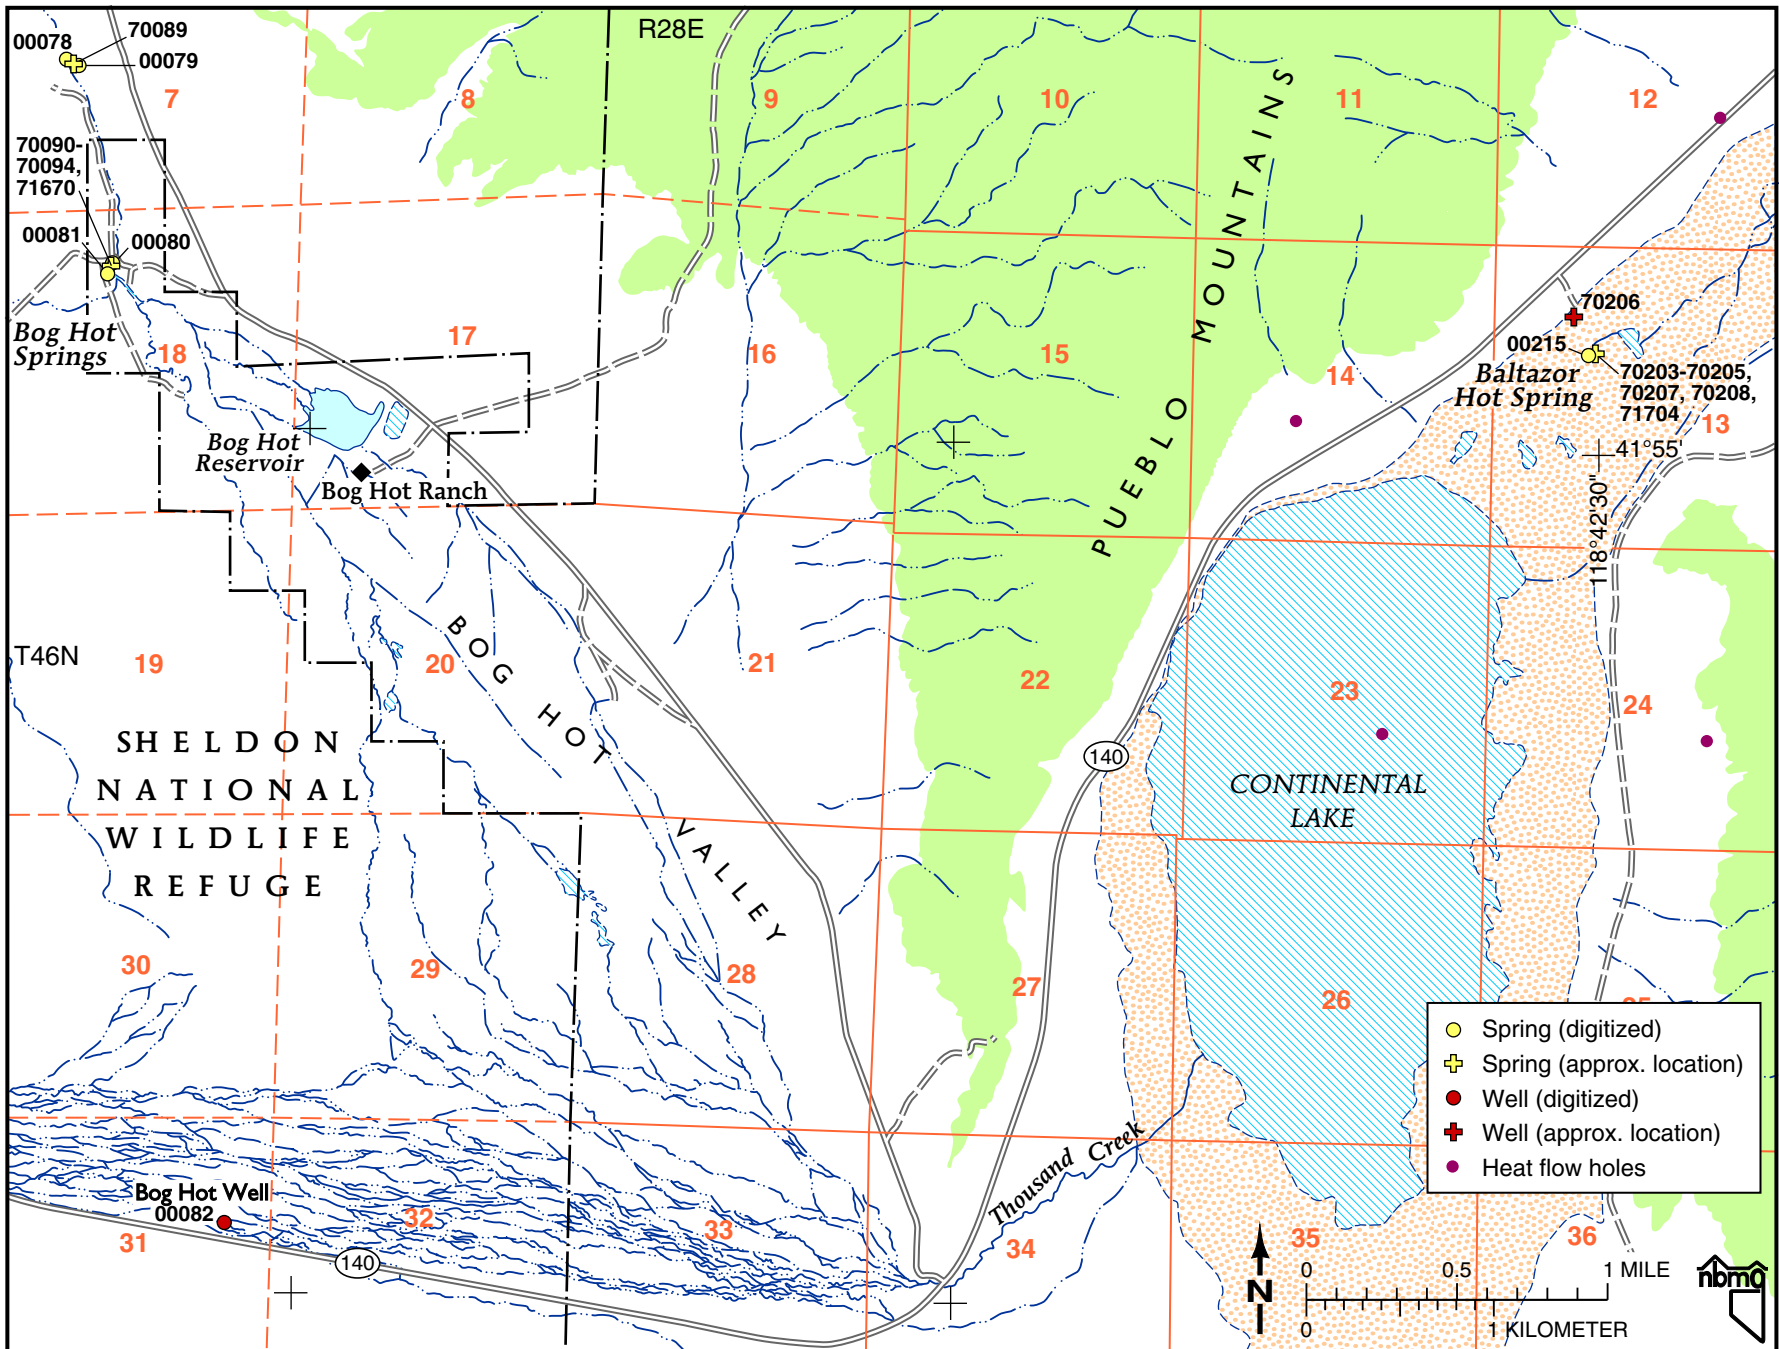 R28E
00078
70089
00079
7
8
9
10
11
12
70090-
70094,
71670
00081
00080
Bog Hot
Springs
18
17
16
15
14
13
PUEBLO MOUNTAINS
70206
00215
Baltazor
Hot Spring
70203-70205,
70207, 70208,
71704
41°55'
118°42'30"
Bog Hot
Reservoir
Bog Hot Ranch
T46N
19
20
21
22
23
24
BOG HOT VALLEY
SHELDON
NATIONAL
WILDLIFE
REFUGE
140
CONTINENTAL
LAKE
30
29
28
27
26
Spring (digitized)
Spring (approx. location)
Well (digitized)
Well (approx. location)
Heat flow holes
Thousand Creek
Bog Hot Well
00082
31
32
33
34
35
36
140
N
0 0.5 1 MILE
0 1 KILOMETER
nbmg